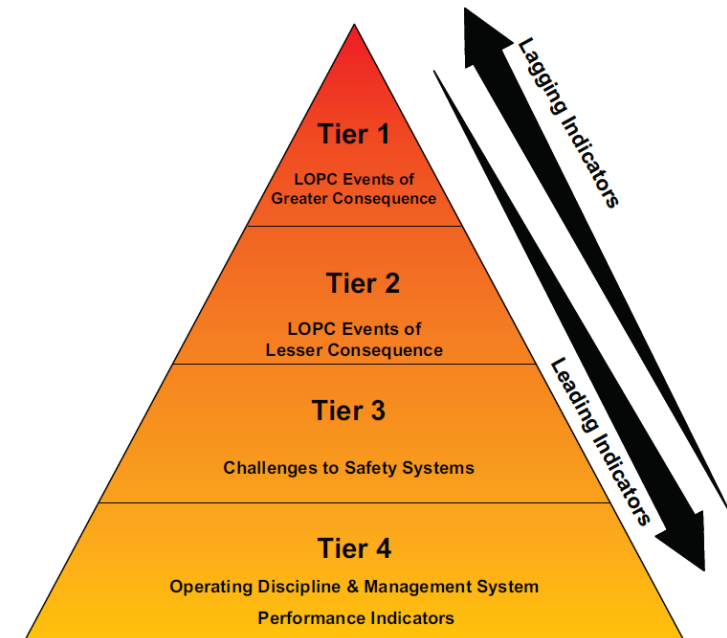 Tier 1
LOPC Events of
Greater Consequence
Tier 2
LOPC Events of
Lesser Consequence
Tier 3
Challenges to Safety Systems
Tier 4
Operating Discipline & Management System
Performance Indicators
Lagging Indicators
Leading Indicators